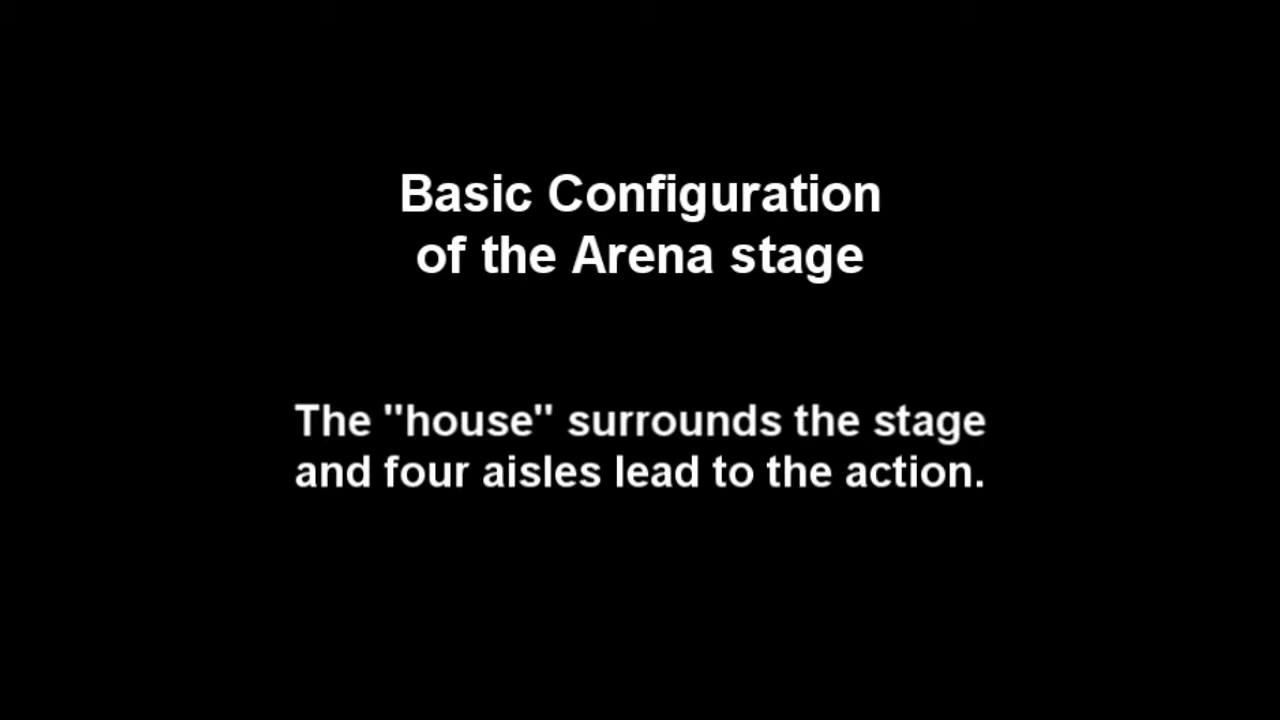 Basic Configuration
of the Arena stage
The "house" surrounds the stage
and four aisles lead to the action.